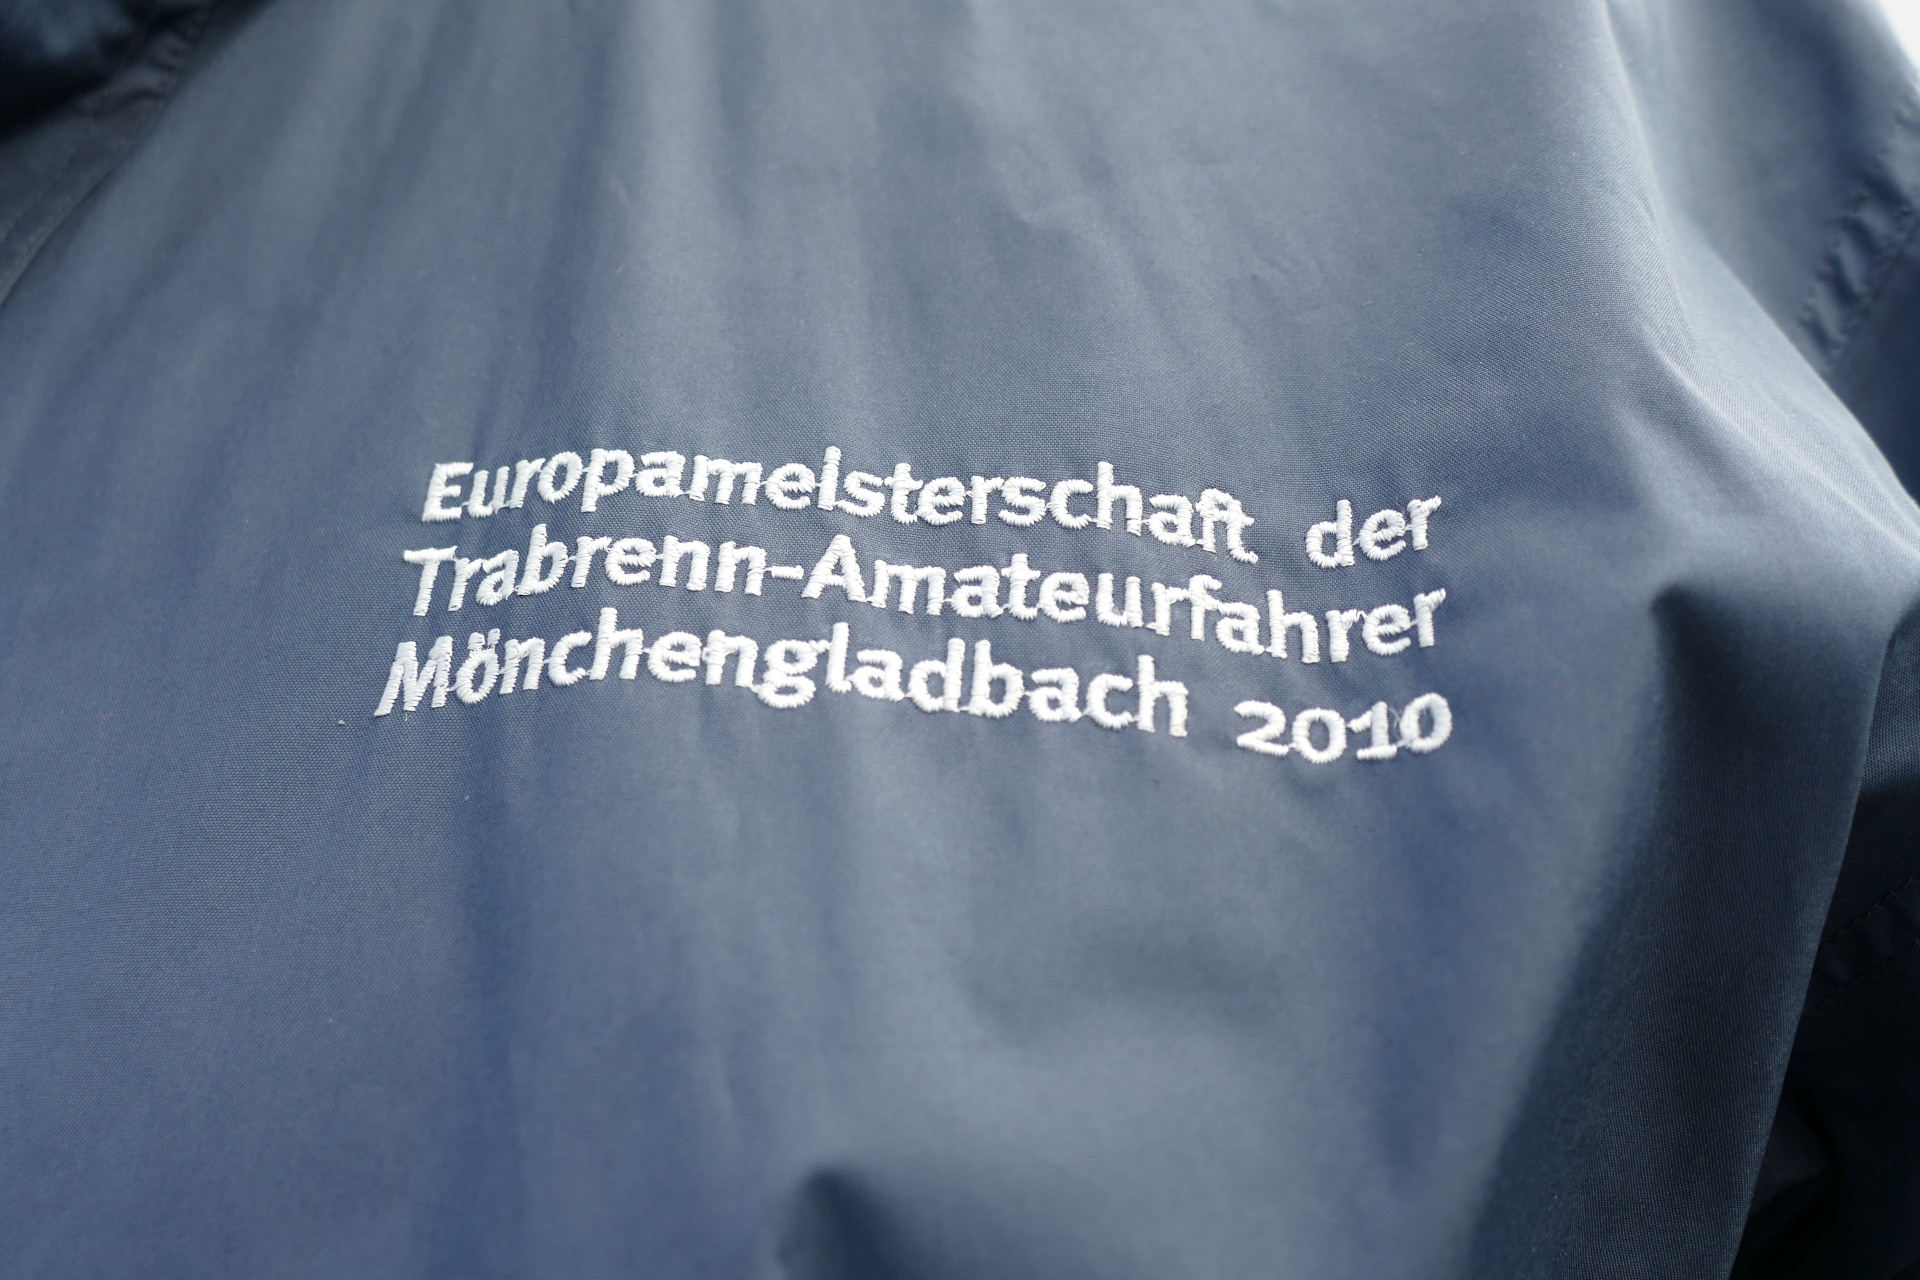 Europameisterschaft der
Trabrenn-Amateurfahrer
Mönchengladbach 2010